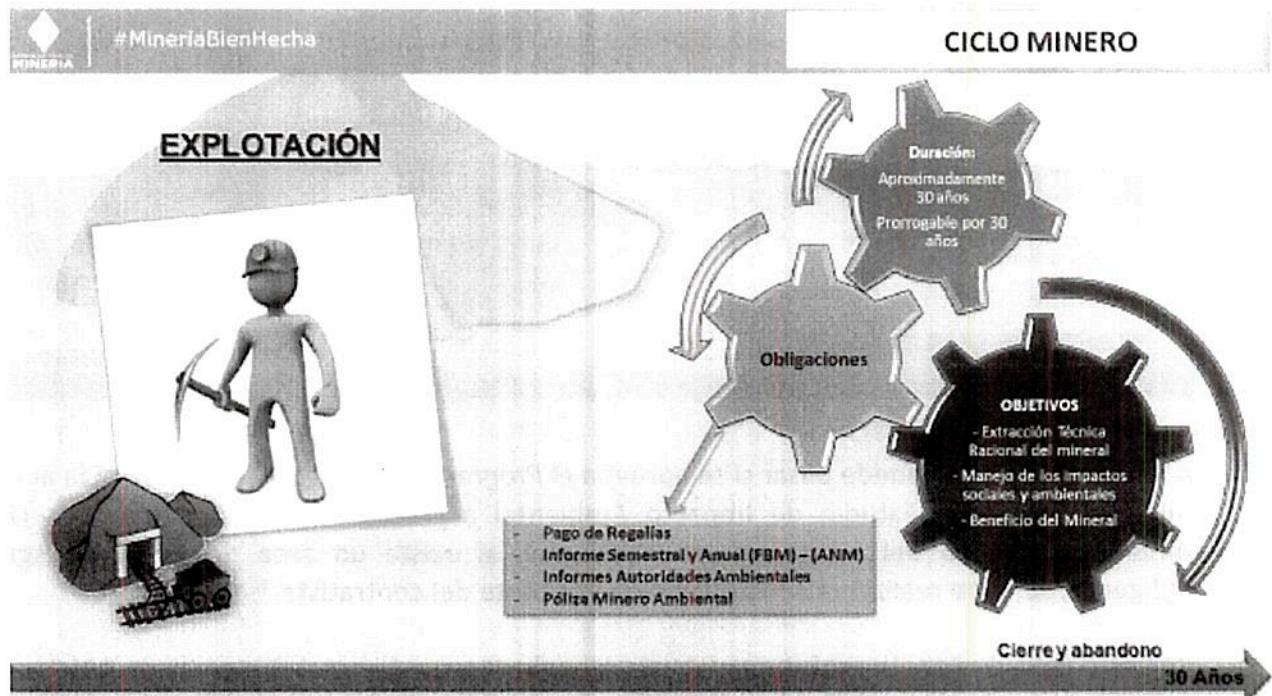 #MineríaBienHecha
MINERÍA
CICLO MINERO
EXPLOTACIÓN
Duración:
Aproximadamente
30 años
Prorrogable por 30
años
Obligaciones
OBJETIVOS
- Extracción Técnica
Racional del mineral
- Manejo de los impactos
sociales y ambientales
- Beneficio del Mineral
- Pago de Regalías
- Informe Semestral y Anual (FBM) – (ANM)
- Informes Autoridades Ambientales
- Póliza Minero Ambiental
Cierre y abandono
30 Años